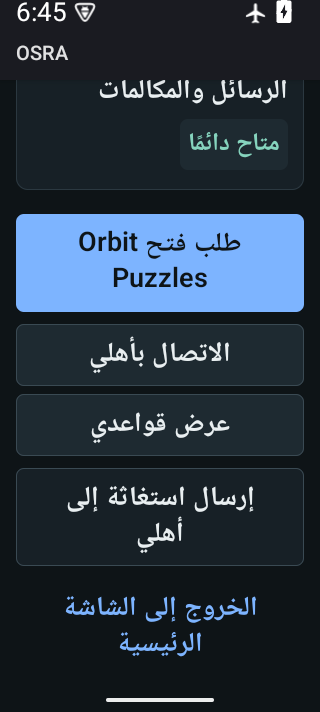 6:45
OSRA
الرسائل والمكالمات
متاح دائمًا
طلب فتح Orbit
Puzzles
الاتصال بأهلي
عرض قواعدي
إرسال استغاثة إلى
أهلي
الخروج إلى الشاشة
الرئيسية